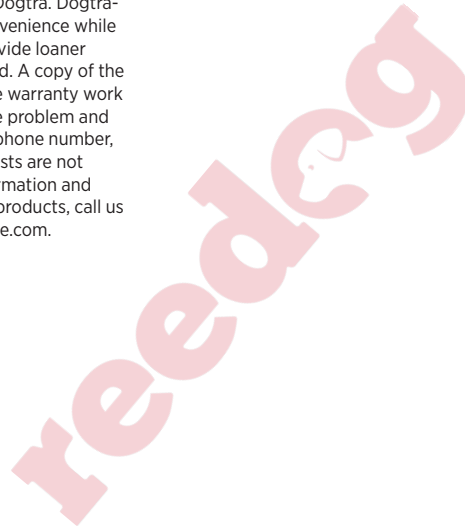 Dogtra. Dogtra-
venience while
vide loaner
d. A copy of the
e warranty work
e problem and
phone number,
sts are not
rmation and
products, call us
e.com.
reedog